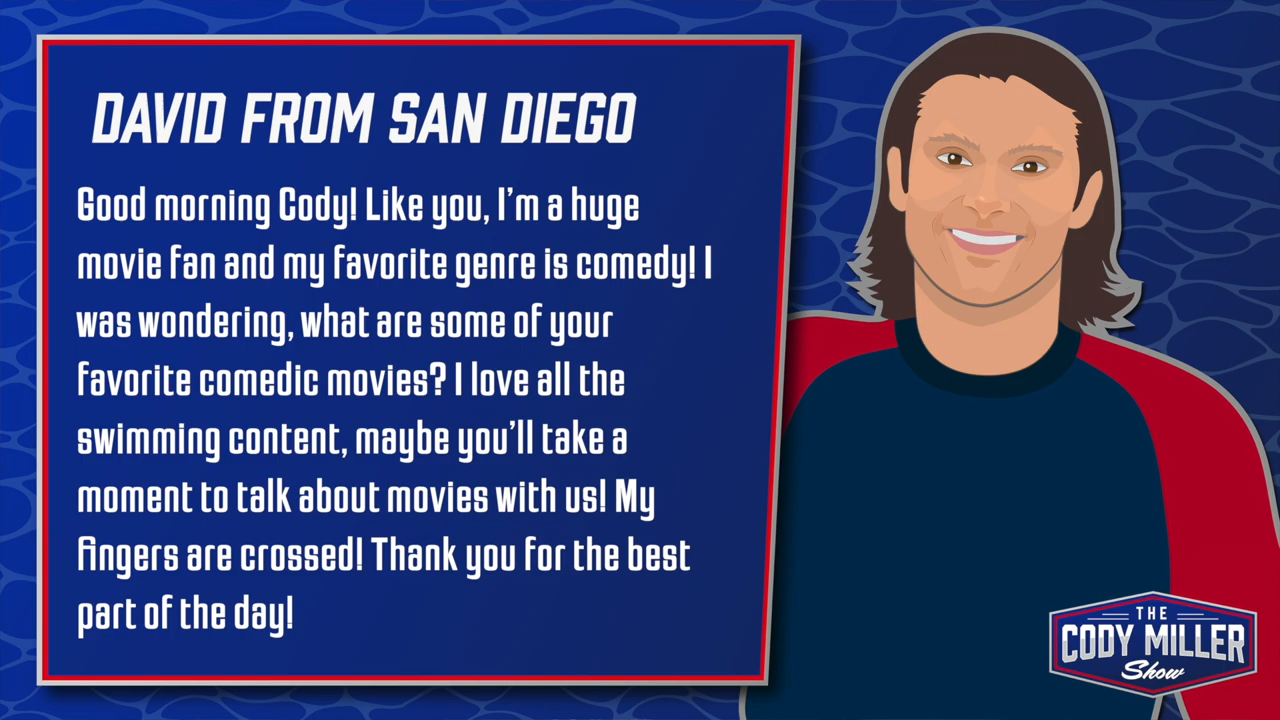 DAVID FROM SAN DIEGO
Good morning Cody! Like you, I'm a huge
movie fan and my favorite genre is comedy! I
was wondering, what are some of your
favorite comedic movies? I love all the
swimming content, maybe you'll take a
moment to talk about movies with us! My
fingers are crossed! Thank you for the best
part of the day!
THE
CODY MILLER
Show